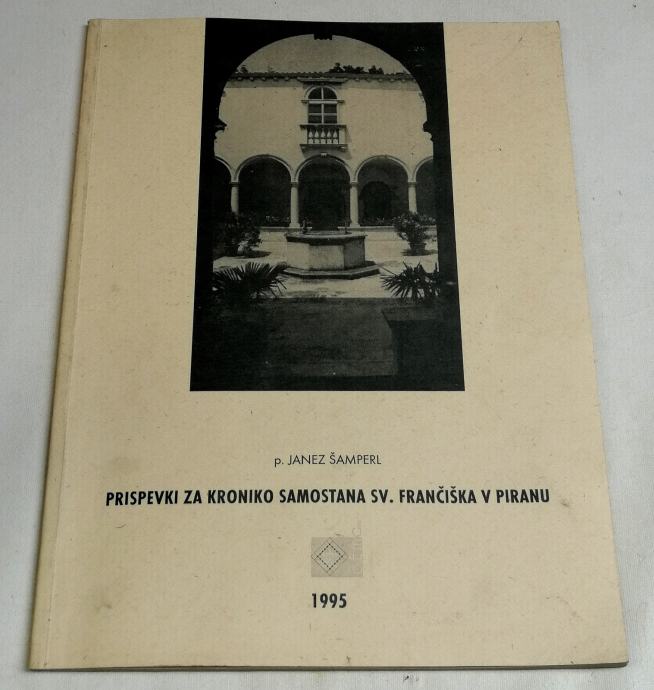 p. JANEZ ŠAMPERL
PRISPEVKI ZA KRONIKO SAMOSTANA SV. FRANČIŠKA V PIRANU
1995